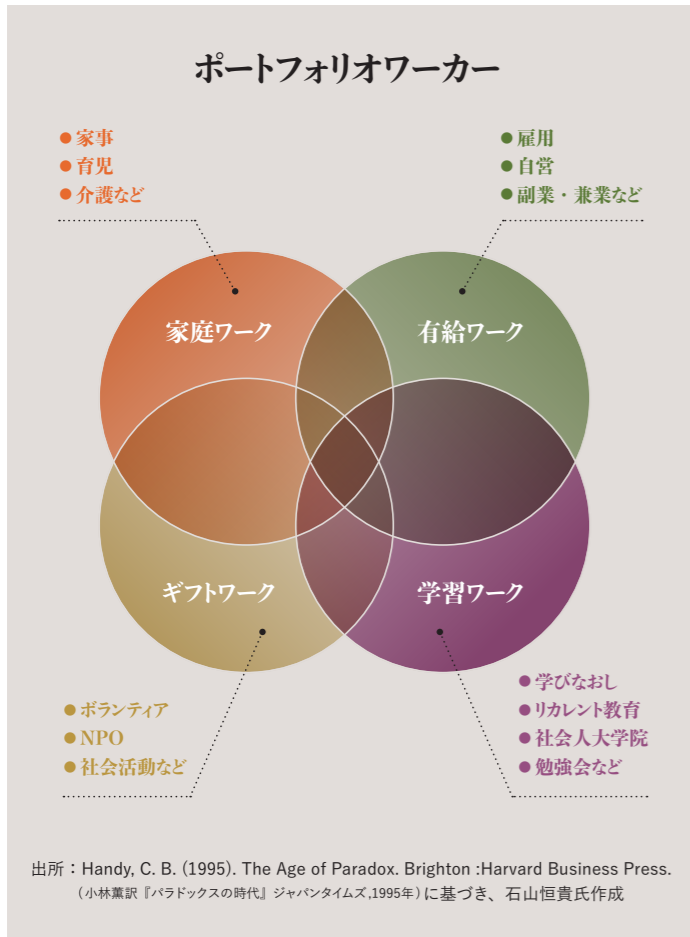 ポートフォリオワーカー
● 家事
● 育児
● 介護など
● 雇用
● 自営
● 副業・兼業など
家庭ワーク
有給ワーク
ギフトワーク
学習ワーク
● ボランティア
● NPO
● 社会活動など
● 学びなおし
● リカレント教育
● 社会人大学院
● 勉強会など
出所：Handy, C. B. (1995). The Age of Paradox. Brighton :Harvard Business Press.
（小林薫訳『パラドックスの時代』ジャパンタイムズ,1995年）に基づき、石山恒貴氏作成